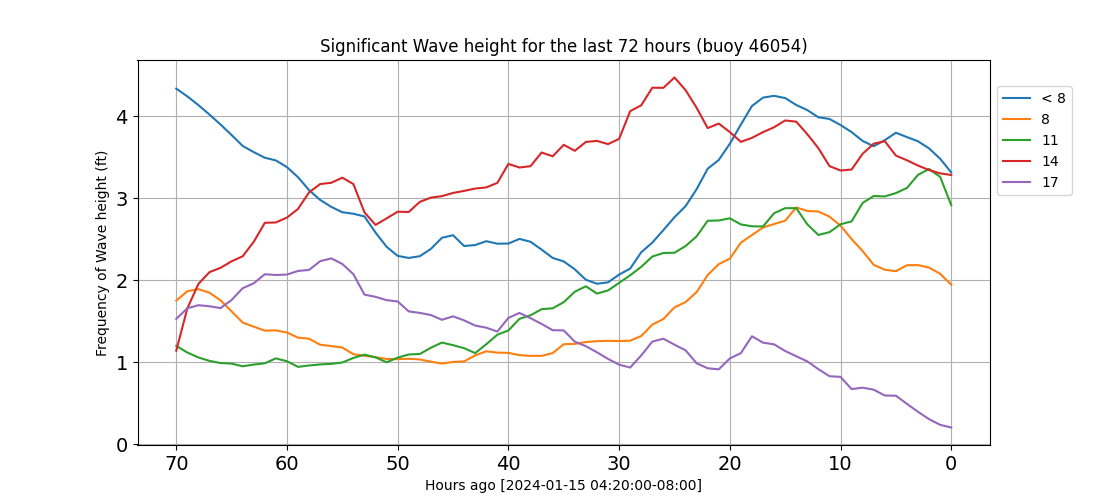 Significant Wave height for the last 72 hours (buoy 46054)
Frequency of Wave height (ft)
4
3
2
1
0
70 60 50 40 30 20 10 0
Hours ago [2024-01-15 04:20:00-08:00]
< 8
8
11
14
17